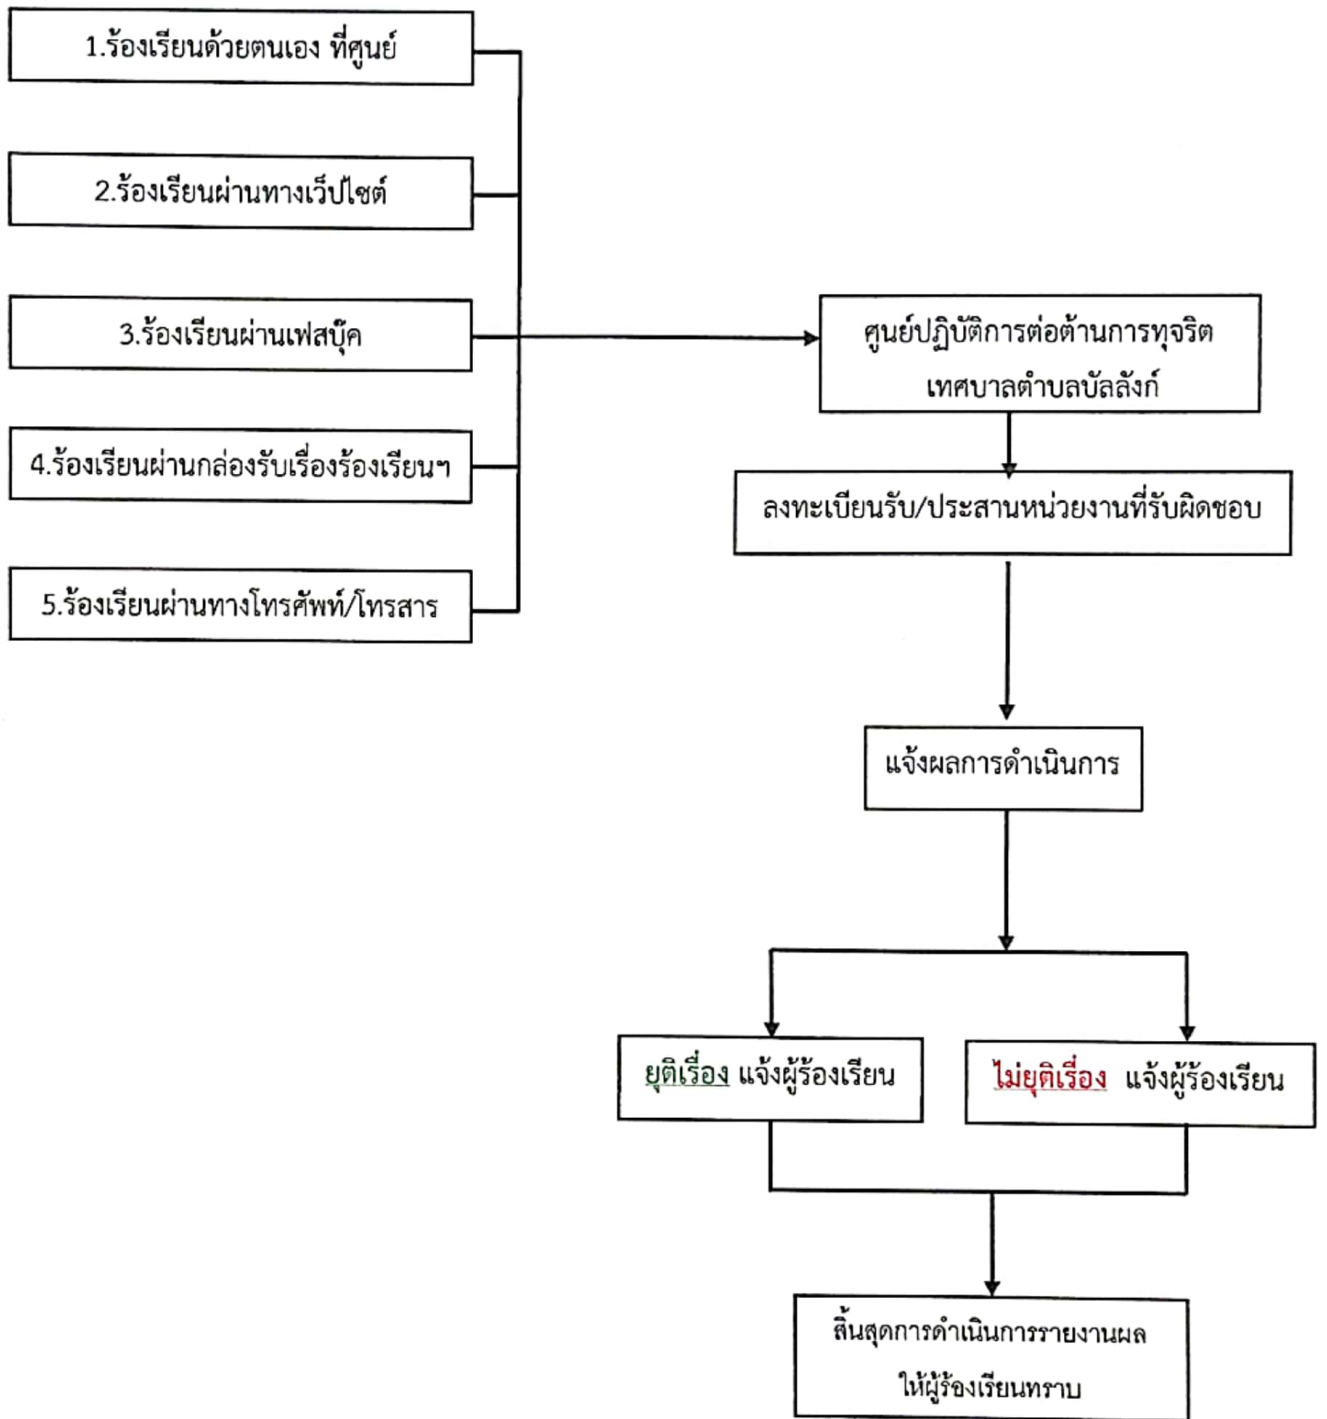 1.ร้องเรียนด้วยตนเอง ที่ศูนย์
2.ร้องเรียนผ่านทางเว็ปไซต์
3.ร้องเรียนผ่านเฟสบุ๊ค
4.ร้องเรียนผ่านกล่องรับเรื่องร้องเรียนฯ
5.ร้องเรียนผ่านทางโทรศัพท์/โทรสาร
ศูนย์ปฏิบัติการต่อต้านการทุจริต
เทศบาลตำบลบัลลังก์
ลงทะเบียนรับ/ประสานหน่วยงานที่รับผิดชอบ
แจ้งผลการดำเนินการ
ยุติเรื่อง แจ้งผู้ร้องเรียน
ไม่ยุติเรื่อง แจ้งผู้ร้องเรียน
สิ้นสุดการดำเนินการรายงานผล
ให้ผู้ร้องเรียนทราบ